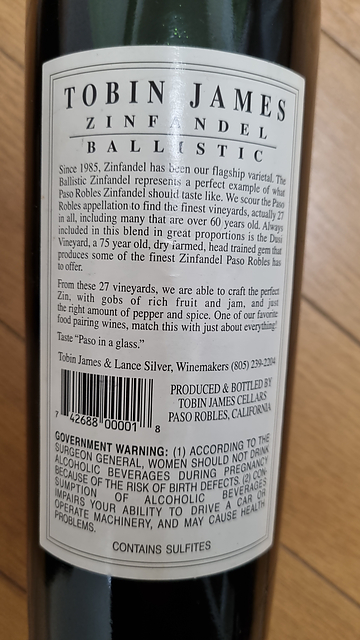 TOBIN JAMES
ZINFANDEL
BALLISTIC
Since 1985, Zinfandel has been our flagship varietal. The
Ballistic Zinfandel represents a perfect example of what
Paso Robles Zinfandel should taste like. We scour the Paso
Robles appellation to find the finest vineyards, actually 27
in all, including many that are over 60 years old. Always
included in this blend in great proportions is the Dusi
Vineyard, a 75 year old, dry farmed, head trained gem that
produces some of the finest Zinfandel Paso Robles has
to offer.
From these 27 vineyards, we are able to craft the perfect
Zin, with gobs of rich fruit and jam, and just
the right amount of pepper and spice. One of our favorite
food pairing wines, match this with just about everything!
Taste "Paso in a glass."
Tobin James & Lance Silver, Winemakers (805) 239-2204
PRODUCED & BOTTLED BY
TOBIN JAMES CELLARS
PASO ROBLES, CALIFORNIA
7 42688 00001 8
GOVERNMENT WARNING: (1) ACCORDING TO THE
SURGEON GENERAL, WOMEN SHOULD NOT DRINK
ALCOHOLIC BEVERAGES DURING PREGNANCY
BECAUSE OF THE RISK OF BIRTH DEFECTS. (2) CON-
SUMPTION OF ALCOHOLIC BEVERAGES
IMPAIRS YOUR ABILITY TO DRIVE A CAR OR
OPERATE MACHINERY, AND MAY CAUSE HEALTH
PROBLEMS.
CONTAINS SULFITES